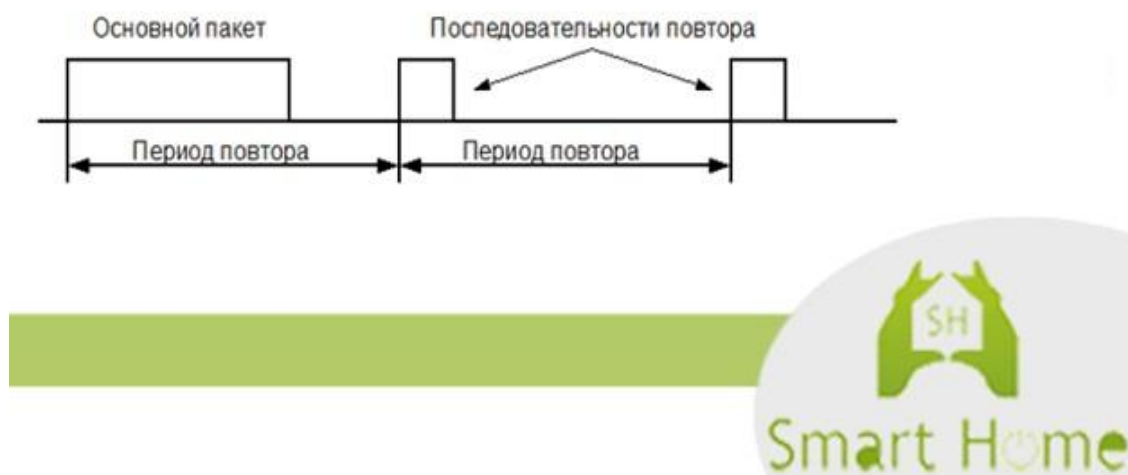 Основной пакет
Последовательности повтора
Период повтора
Период повтора
SH
Smart Home